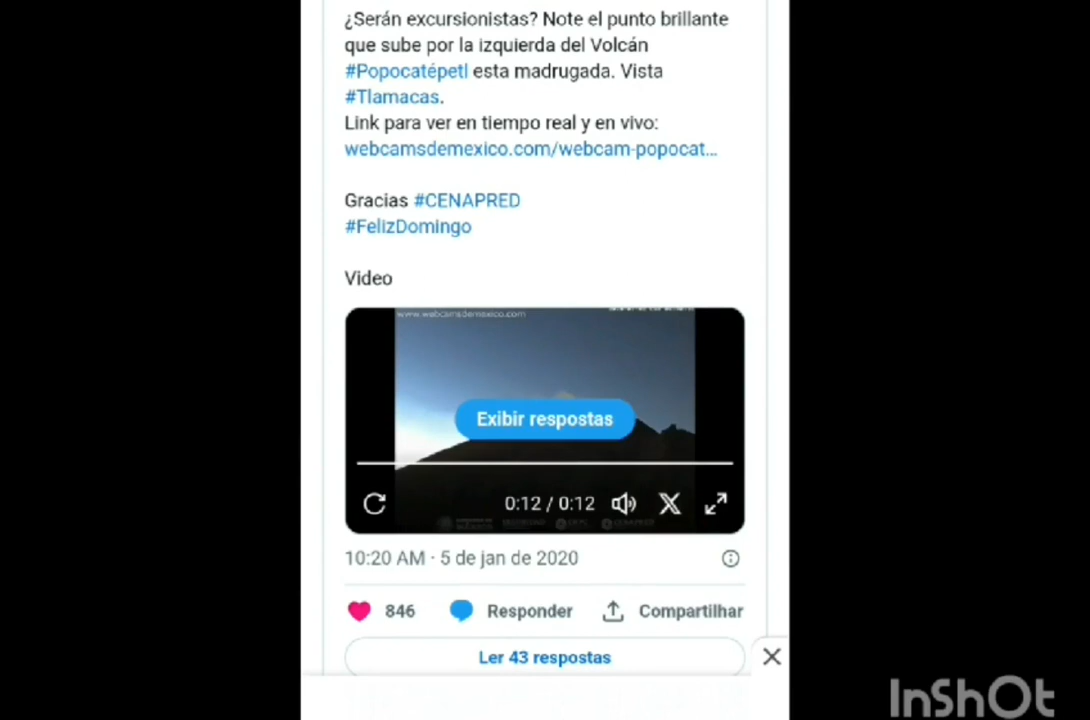 ¿Serán excursionistas? Note el punto brillante
que sube por la izquierda del Volcán
#Popocatépetl esta madrugada. Vista
#Tlamacas.
Link para ver en tiempo real y en vivo:
webcamsdemexico.com/webcam-popocat...
Gracias #CENAPRED
#FelizDomingo
Video
www.webcamsdemexico.com
Exibir respostas
0:12 / 0:12
10:20 AM · 5 de jan de 2020
846 Responder Compartilhar
Ler 43 respostas
InShOt